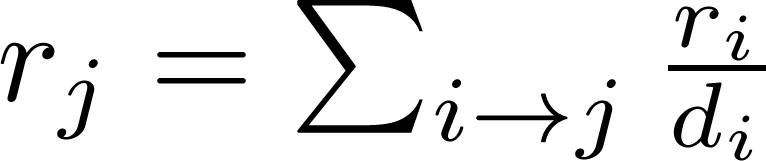 r_j = \sum_{i \to j} \frac{r_i}{d_i}